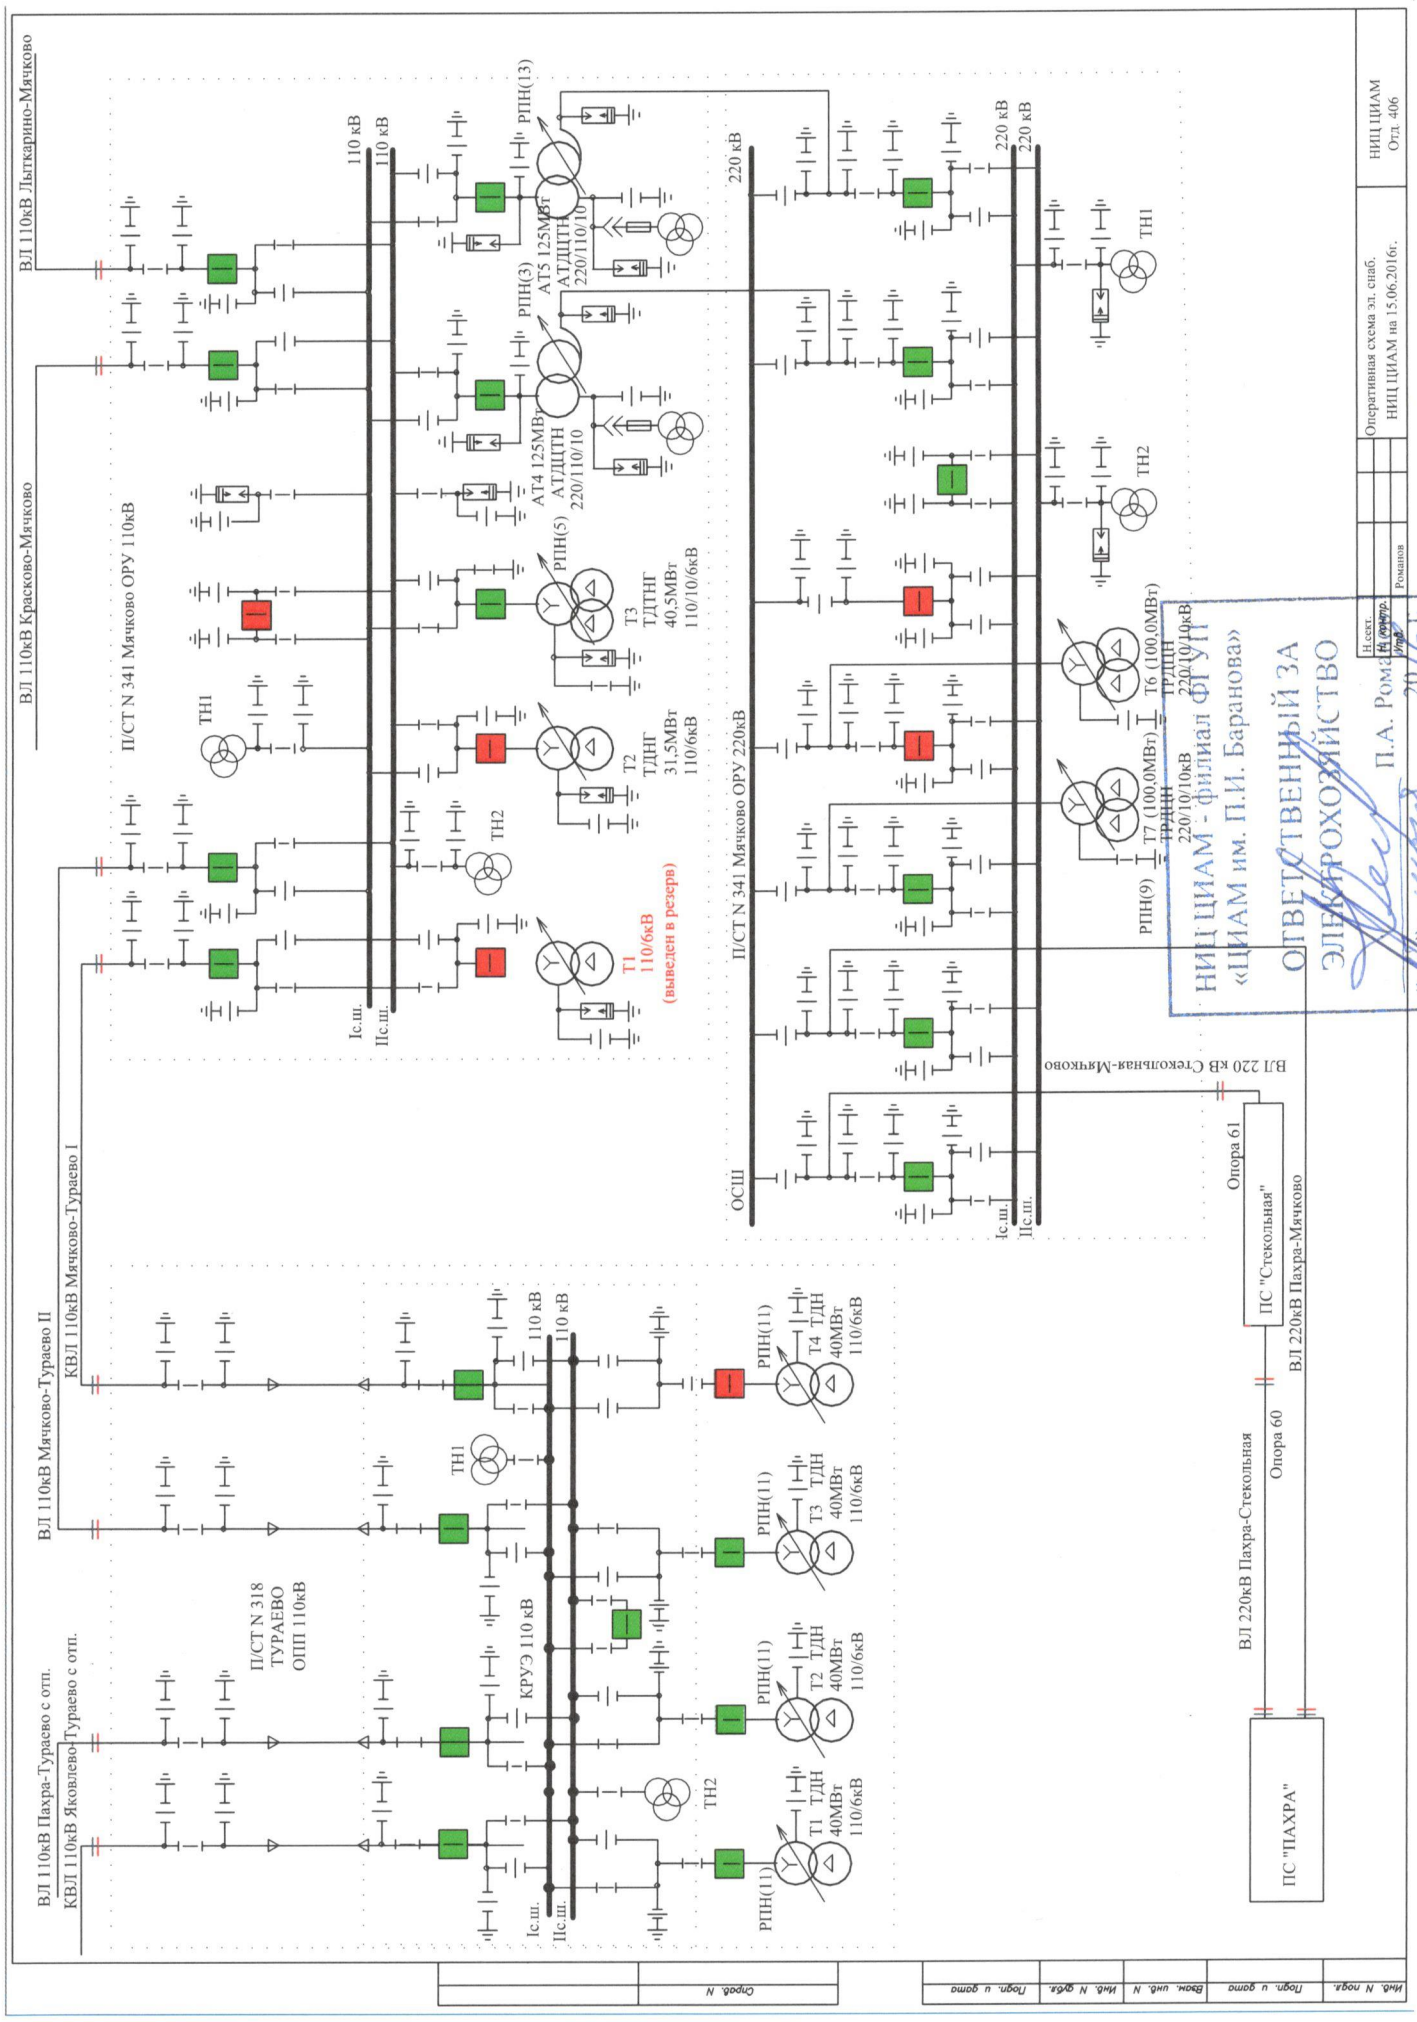 ВЛ 110кВ Пахра-Тураево с отп.
КВЛ 110кВ Яковлево-Тураево с отп.
ВЛ 110кВ Мячково-Тураево II
КВЛ 110кВ Мячково-Тураево I
ВЛ 110кВ Красково-Мячково
ВЛ 110кВ Лыткарино-Мячково
П/СТ N 318
ТУРАЕВО
ОПП 110кВ
КРУЭ 110 кВ
Iс.ш.
IIс.ш.
110 кВ
110 кВ
ТН1
ТН2
РПН(11)
Т1 ТДН
40МВт
110/6кВ
РПН(11)
Т2 ТДН
40МВт
110/6кВ
РПН(11)
Т3 ТДН
40МВт
110/6кВ
РПН(11)
Т4 ТДН
40МВт
110/6кВ
П/СТ N 341 Мячково ОРУ 110кВ
ТН1
Iс.ш.
IIс.ш.
110 кВ
110 кВ
ТН2
Т1
110/6кВ
(выведен в резерв)
Т2
ТДНГ
31,5МВт
110/6кВ
РПН(5)
Т3
ТДТНГ
40,5МВт
110/10/6кВ
РПН(3)
АТ4 125МВт
АТДЦТН
220/110/10
РПН(13)
АТ5 125МВт
АТДЦТН
220/110/10
ОСШ
П/СТ N 341 Мячково ОРУ 220кВ
220 кВ
Iс.ш.
IIс.ш.
220 кВ
220 кВ
ТН2
ТН1
РПН(9)
Т7 (100,0МВт)
ТРДЦН
220/10/10кВ
Т6 (100,0МВт)
ТРДЦН
220/10/10кВ
ВЛ 220 кВ Стекольная-Мячково
Опора 61
ПС "Стекольная"
ВЛ 220кВ Пахра-Мячково
ВЛ 220кВ Пахра-Стекольная
Опора 60
ПС "ПАХРА"
НИЦ ЦИАМ - филиал ФГУП
«ЦИАМ им. П.И. Баранова»
ОТВЕТСТВЕННЫЙ ЗА
ЭЛЕКТРОХОЗЯЙСТВО
П.А.
Н.сект.
Н. контр.
Утв.
Романов
Оперативная схема эл. снаб.
НИЦ ЦИАМ на 15.06.2016г.
НИЦ ЦИАМ
Отд. 406
Справ. N
Подп. и дата
Инв. N дубл.
Взам. инв. N
Подп. и дата
Инв. N подл.